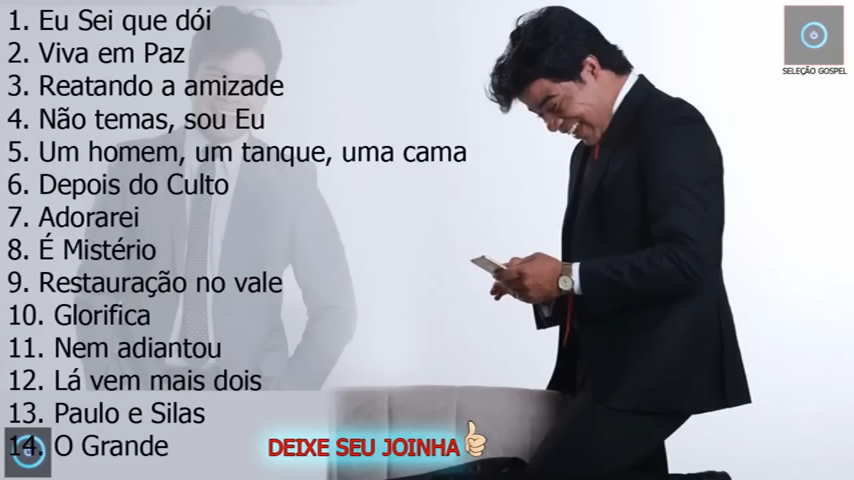 1. Eu Sei que dói
2. Viva em Paz
3. Reatando a amizade
4. Não temas, sou Eu
5. Um homem, um tanque, uma cama
6. Depois do Culto
7. Adorarei
8. É Mistério
9. Restauração no vale
10. Glorifica
11. Nem adiantou
12. Lá vem mais dois
13. Paulo e Silas
14. O Grande
DEIXE SEU JOINHA
SELEÇÃO GOSPEL